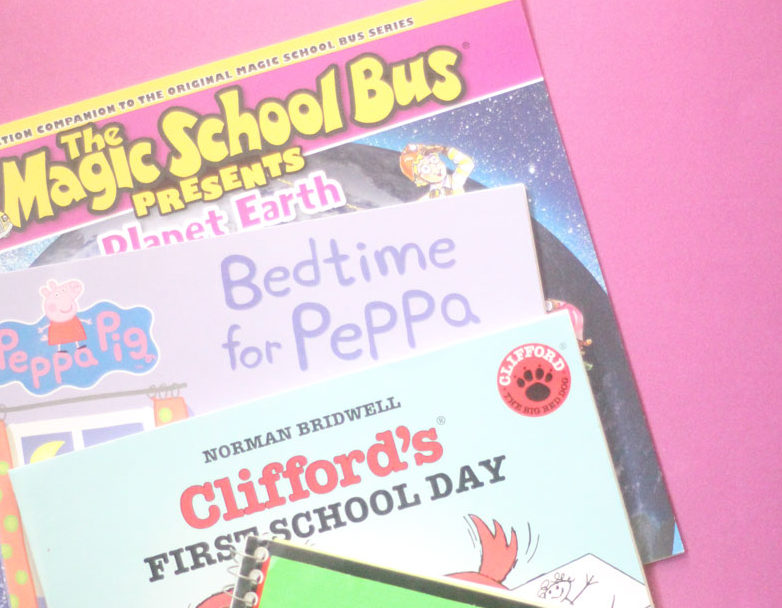 TION COMPANION TO THE ORIGINAL MAGIC SCHOOL BUS SERIES
The
Magic School Bus®
PRESENTS
Planet Earth
Bedtime
for Peppa
Peppa Pig
CLIFFORD®
THE BIG RED DOG
NORMAN BRIDWELL
Clifford's®
FIRST SCHOOL DAY